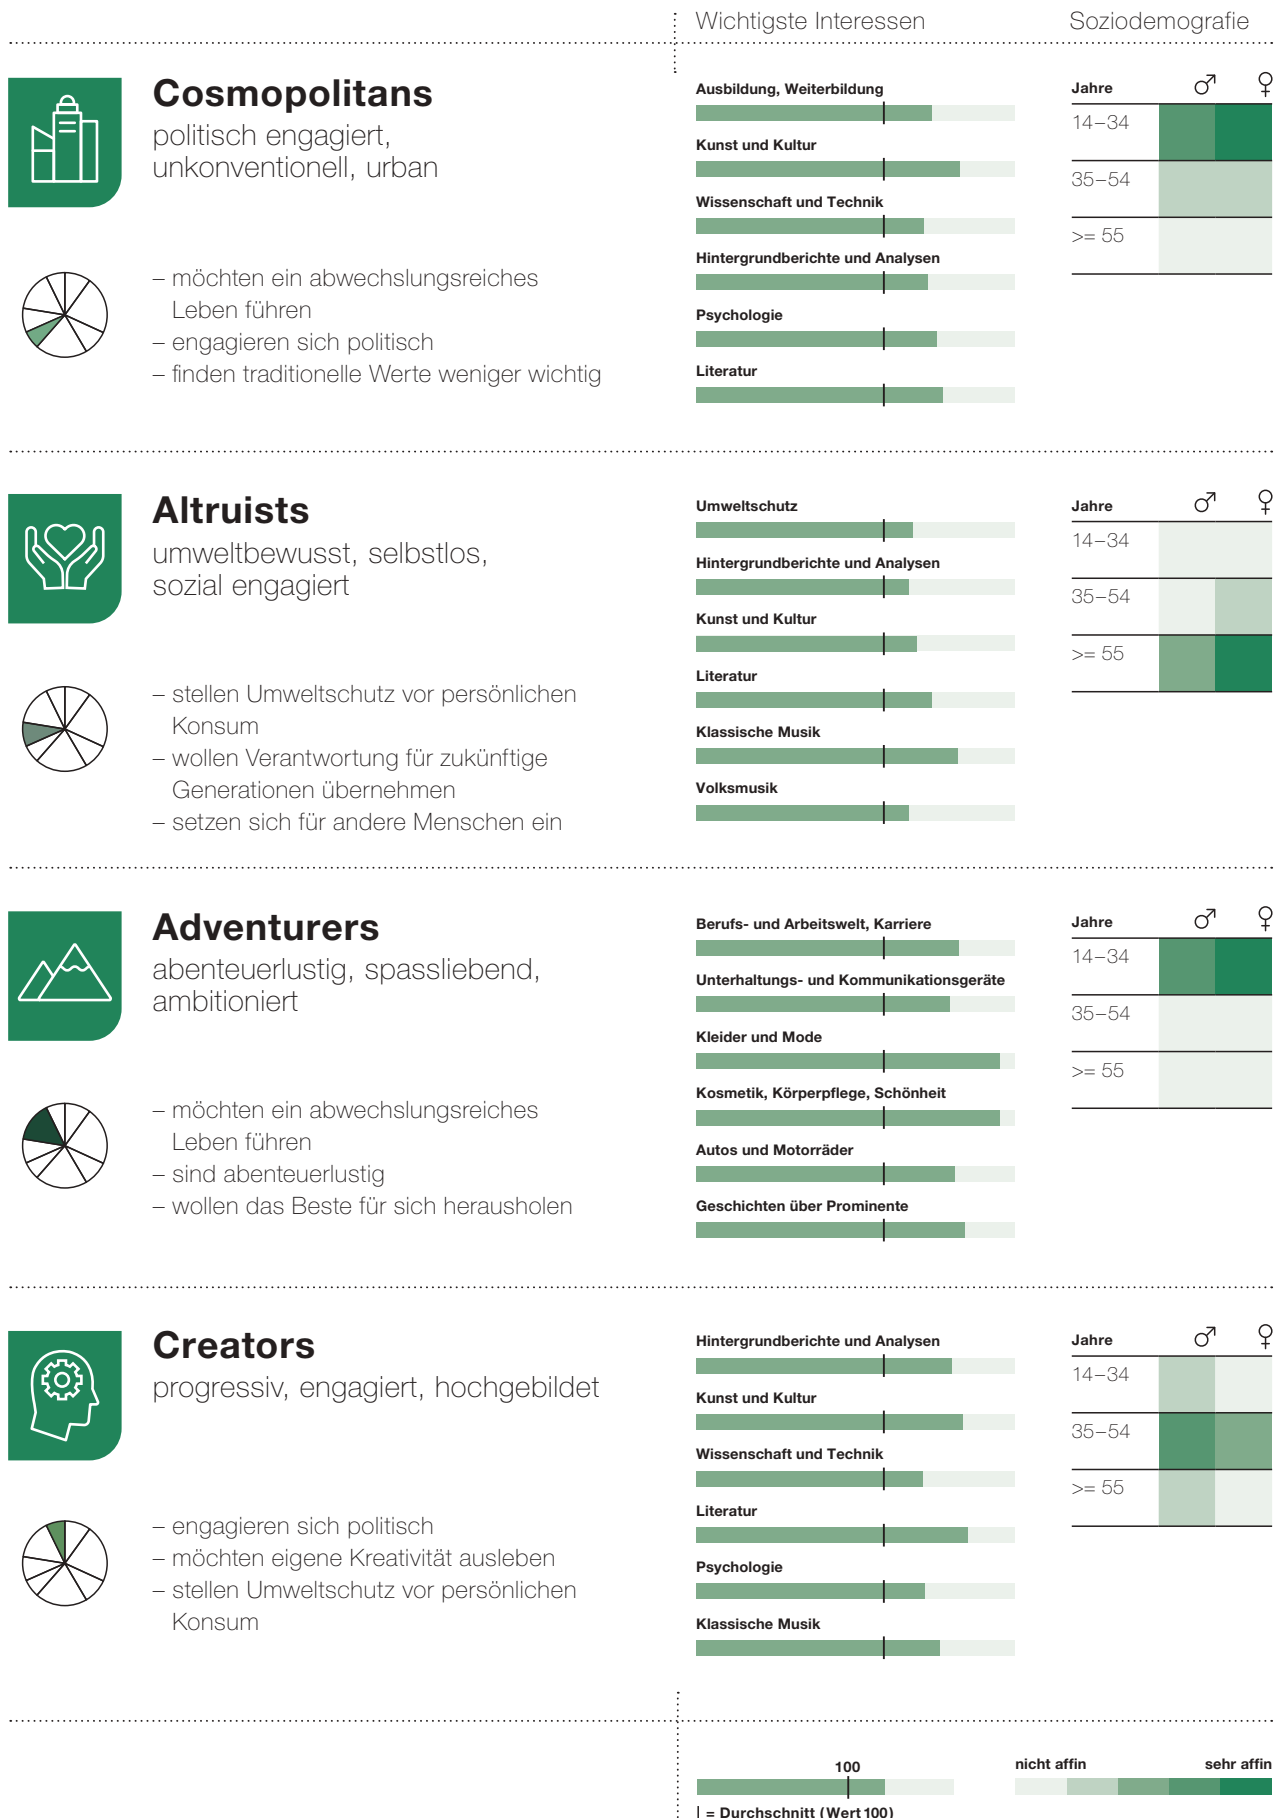 Wichtigste Interessen
Soziodemografie
Cosmopolitans
politisch engagiert,
unkonventionell, urban
– möchten ein abwechslungsreiches
Leben führen
– engagieren sich politisch
– finden traditionelle Werte weniger wichtig
Ausbildung, Weiterbildung
Kunst und Kultur
Wissenschaft und Technik
Hintergrundberichte und Analysen
Psychologie
Literatur
Jahre ♂ ♀
14–34
35–54
>= 55
Altruists
umweltbewusst, selbstlos,
sozial engagiert
– stellen Umweltschutz vor persönlichen
Konsum
– wollen Verantwortung für zukünftige
Generationen übernehmen
– setzen sich für andere Menschen ein
Umweltschutz
Hintergrundberichte und Analysen
Kunst und Kultur
Literatur
Klassische Musik
Volksmusik
Jahre ♂ ♀
14–34
35–54
>= 55
Adventurers
abenteuerlustig, spassliebend,
ambitioniert
– möchten ein abwechslungsreiches
Leben führen
– sind abenteuerlustig
– wollen das Beste für sich herausholen
Berufs- und Arbeitswelt, Karriere
Unterhaltungs- und Kommunikationsgeräte
Kleider und Mode
Kosmetik, Körperpflege, Schönheit
Autos und Motorräder
Geschichten über Prominente
Jahre ♂ ♀
14–34
35–54
>= 55
Creators
progressiv, engagiert, hochgebildet
– engagieren sich politisch
– möchten eigene Kreativität ausleben
– stellen Umweltschutz vor persönlichen
Konsum
Hintergrundberichte und Analysen
Kunst und Kultur
Wissenschaft und Technik
Literatur
Psychologie
Klassische Musik
Jahre ♂ ♀
14–34
35–54
>= 55
100
| = Durchschnitt (Wert 100)
nicht affin
sehr affin